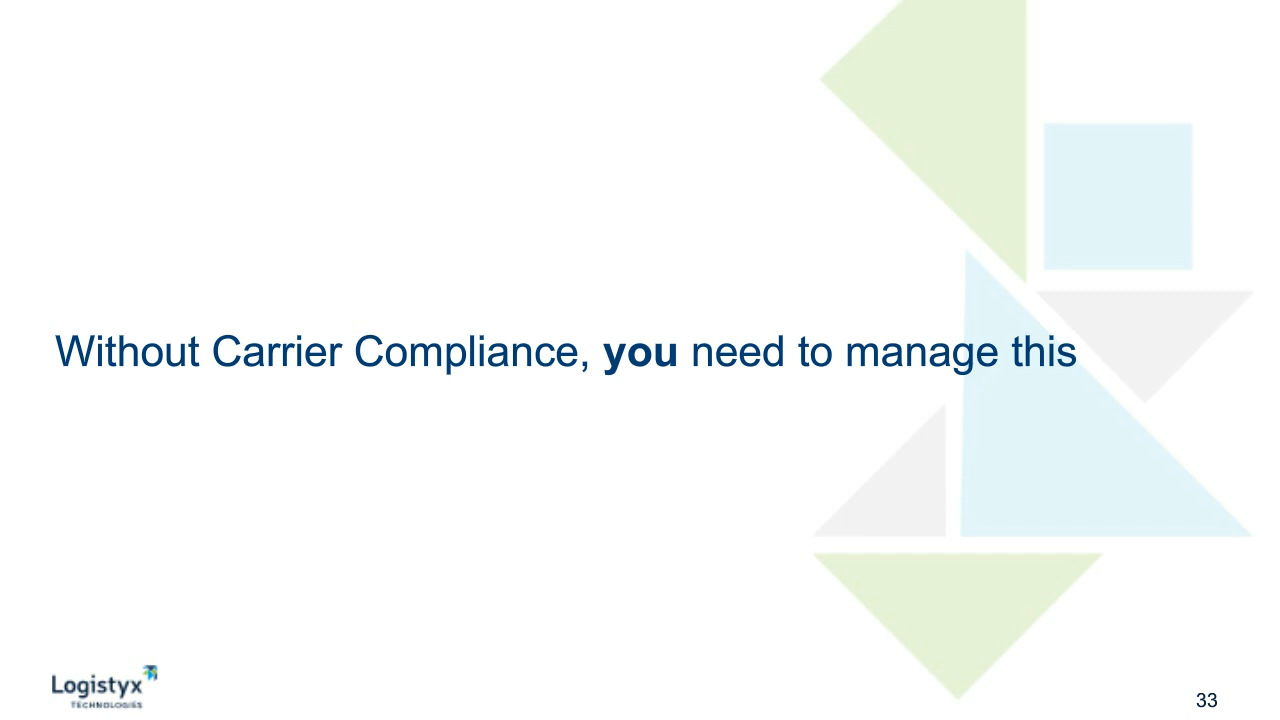 Without Carrier Compliance, you need to manage this
Logistyx
TECHNOLOGIES
33